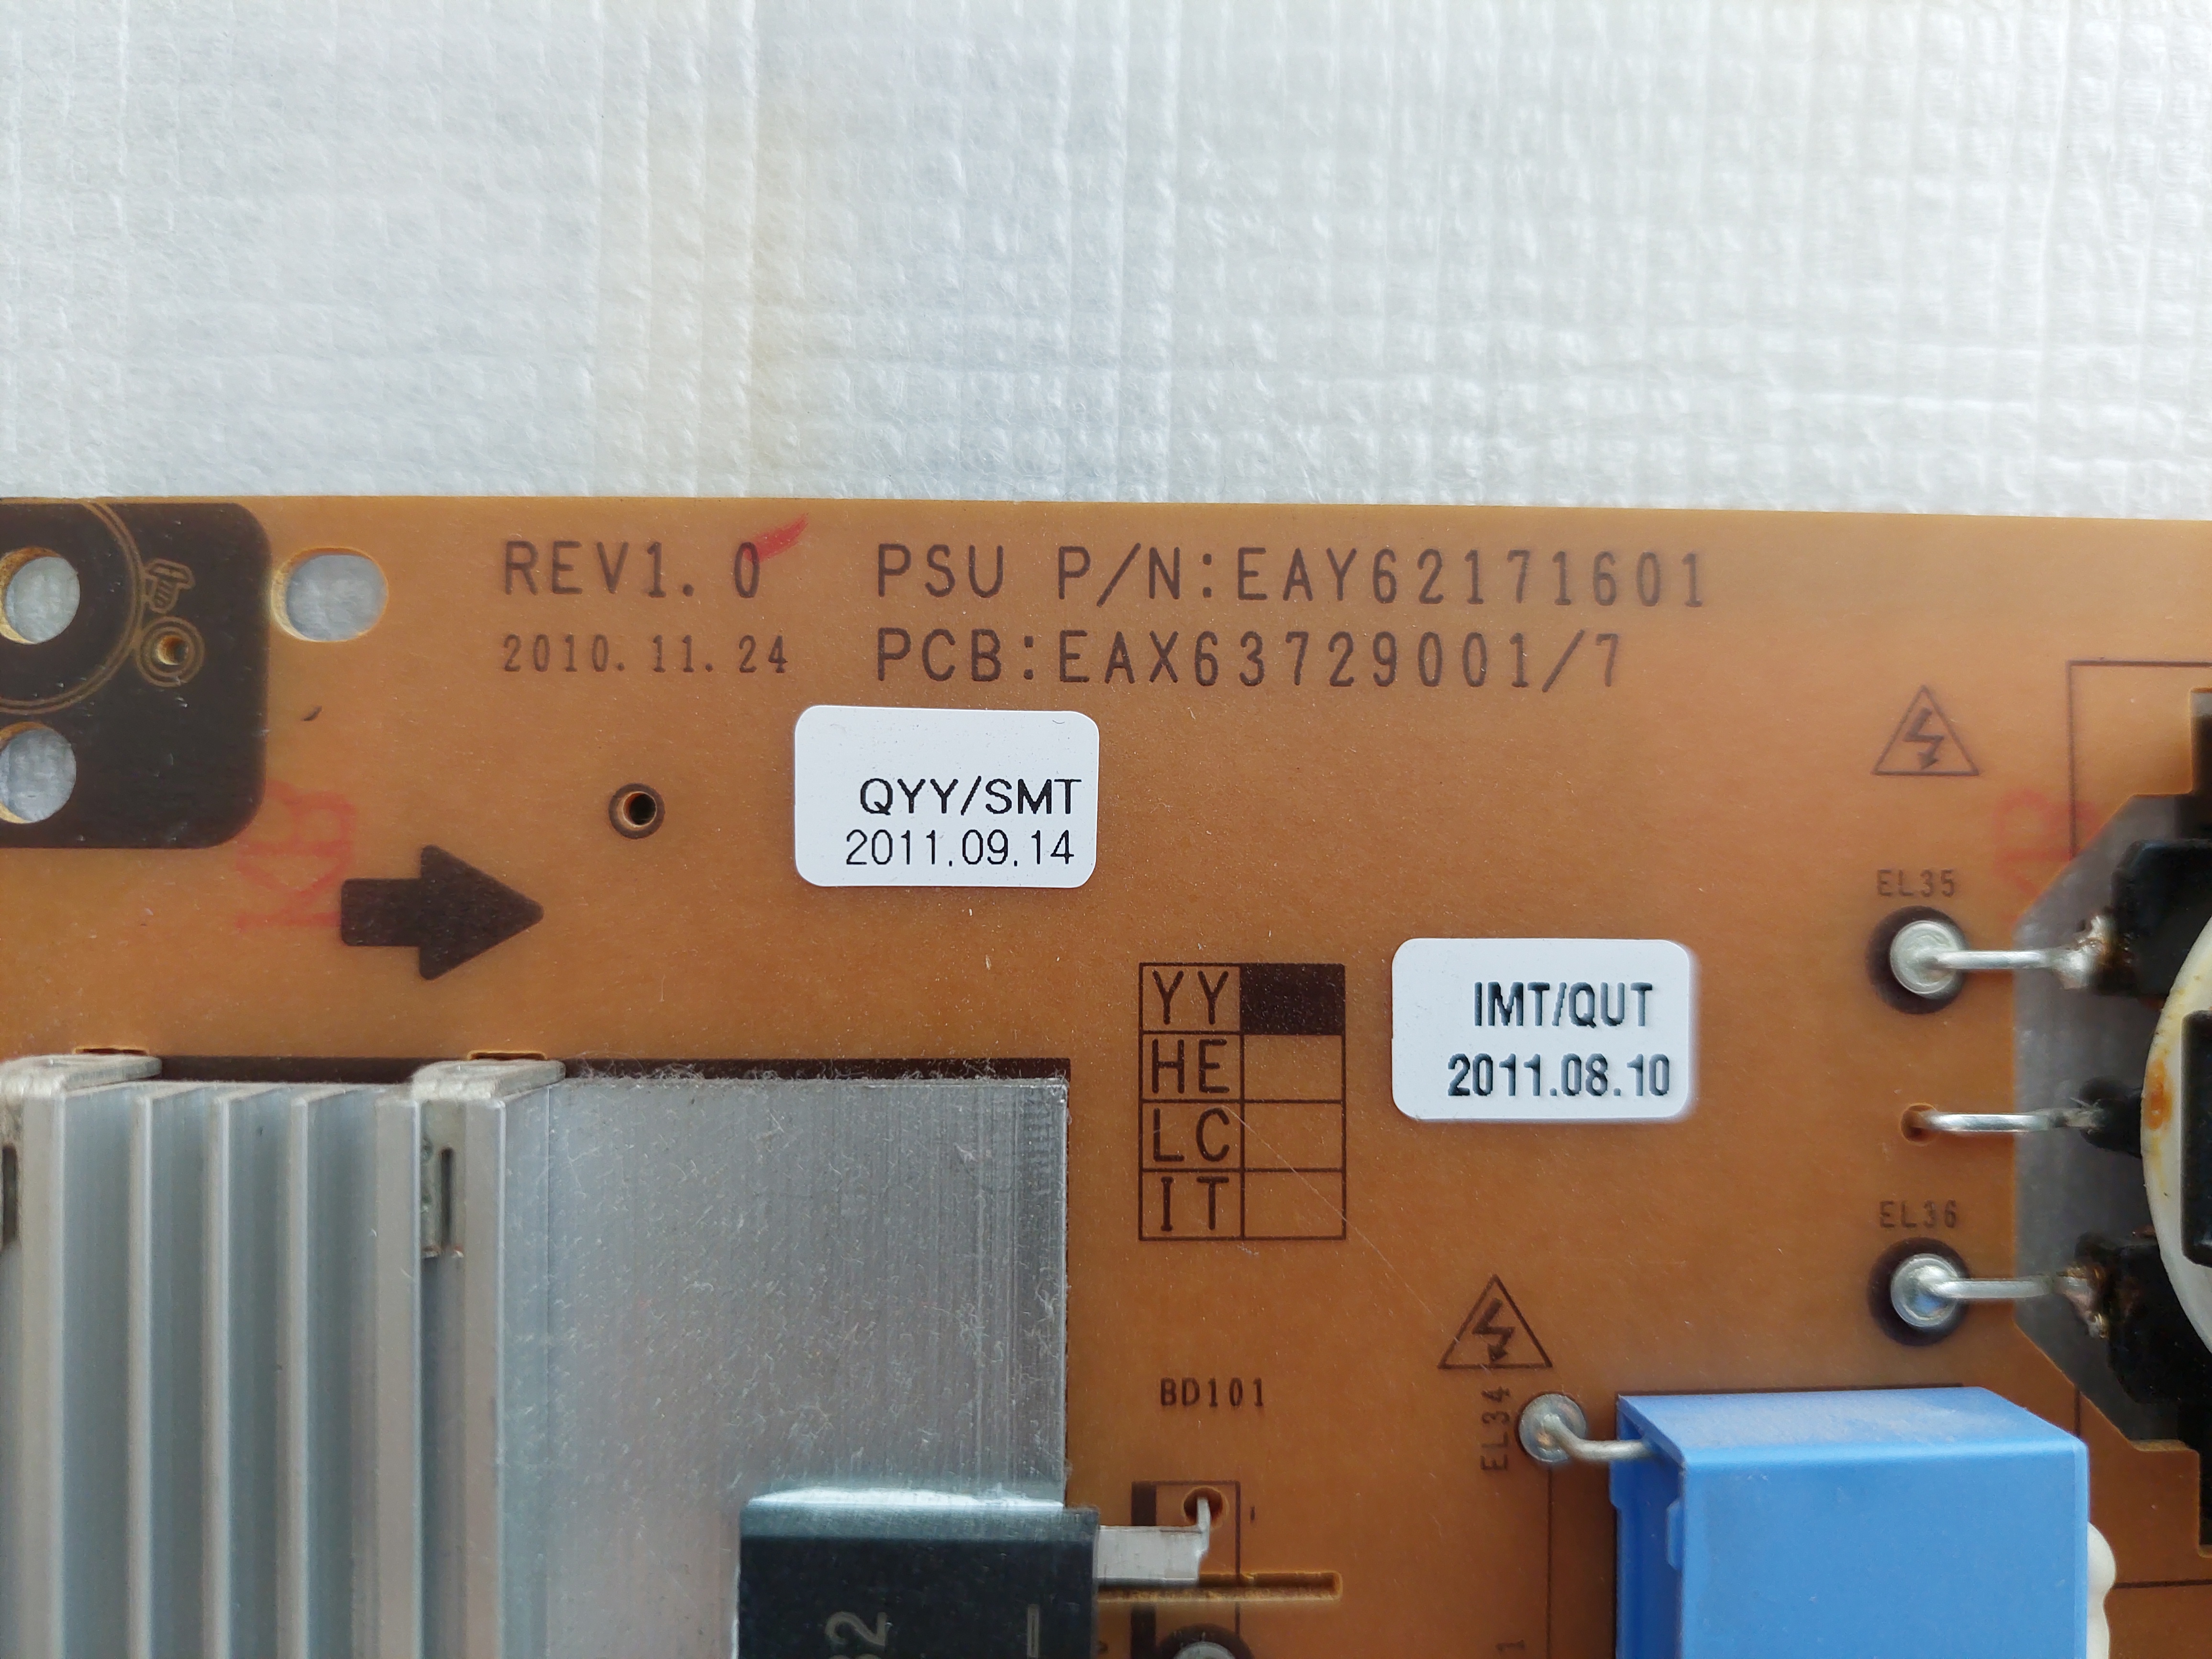 REV1.0 PSU P/N:EAY62171601
2010.11.24 PCB:EAX63729001/7
QYY/SMT
2011.09.14
KB
EL35
IMT/QUT
2011.08.10
YY
HE
LC
IT
EL36
BD101
EL34